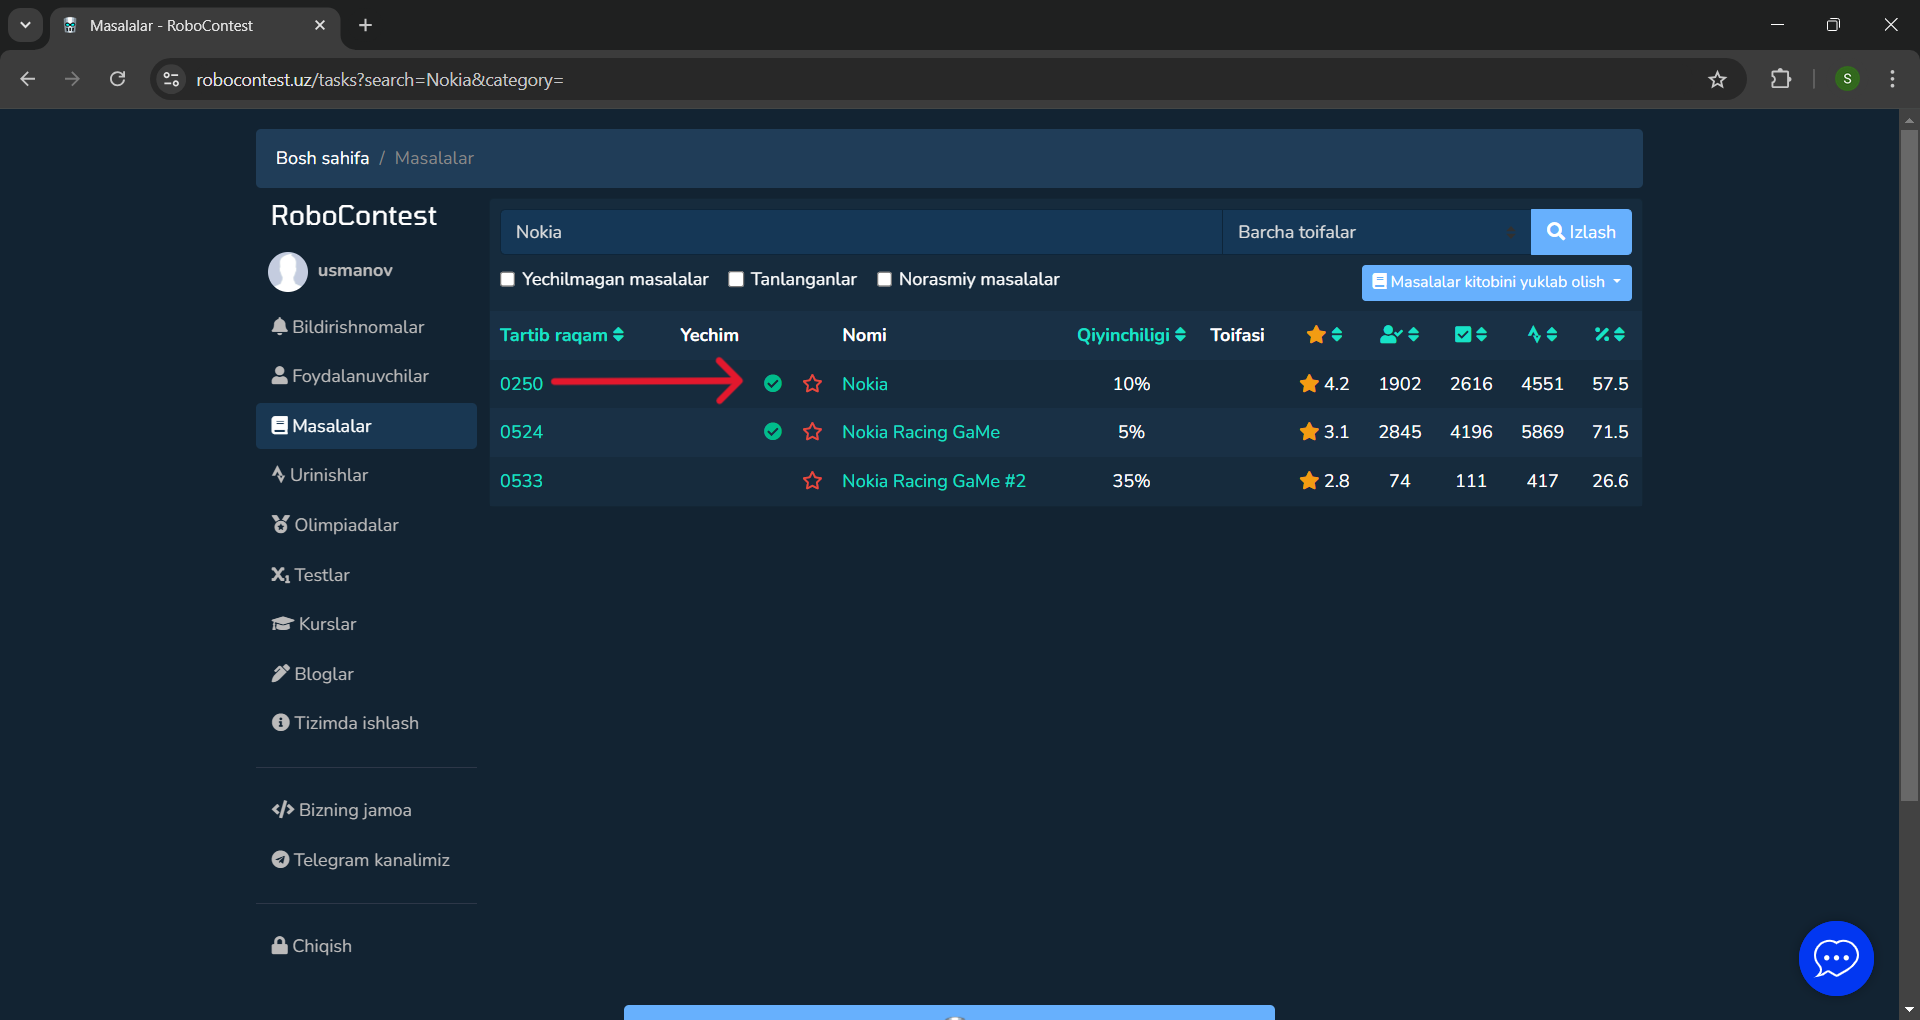 Masalalar - RoboContest
robocontest.uz/tasks?search=Nokia&category=
S
Bosh sahifa / Masalalar
RoboContest
usmanov
Bildirishnomalar
Foydalanuvchilar
Masalalar
Urinishlar
Olimpiadalar
Testlar
Kurslar
Bloglar
Tizimda ishlash
Bizning jamoa
Telegram kanalimiz
Chiqish
Nokia Barcha toifalar Izlash
Yechilmagan masalalar Tanlanganlar Norasmiy masalalar Masalalar kitobini yuklab olish
Tartib raqam Yechim Nomi Qiyinchiligi Toifasi %
0250 Nokia 10% 4.2 1902 2616 4551 57.5
0524 Nokia Racing GaMe 5% 3.1 2845 4196 5869 71.5
0533 Nokia Racing GaMe #2 35% 2.8 74 111 417 26.6